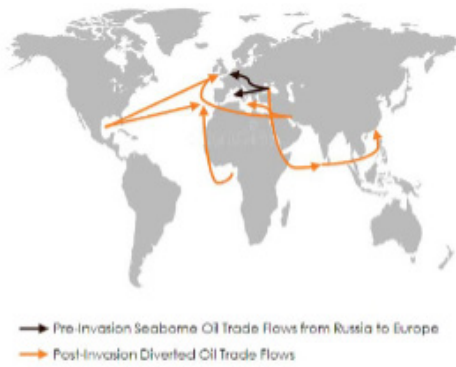 Pre-Invasion Seaborne Oil Trade Flows from Russia to Europe
Post-Invasion Diverted Oil Trade Flows